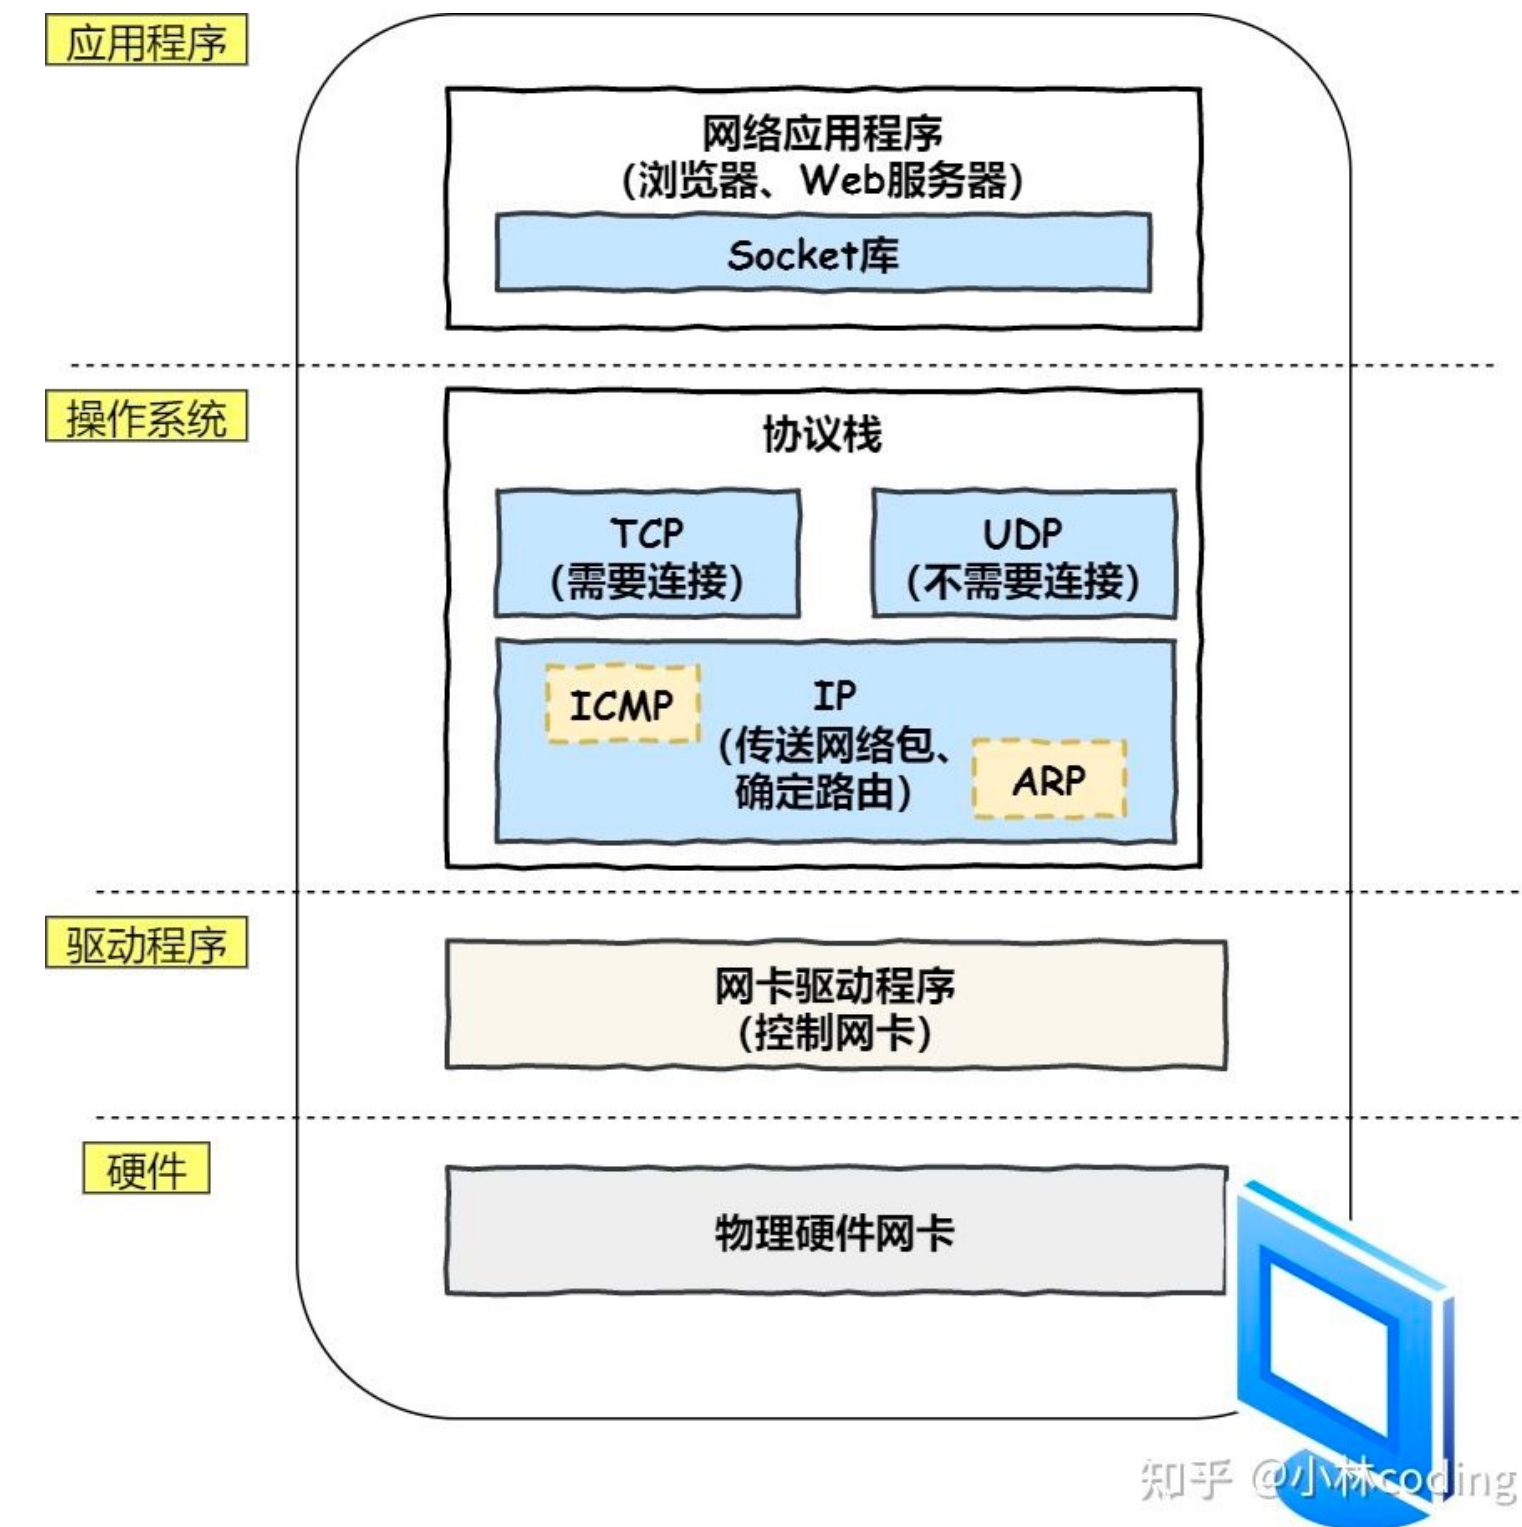 应用程序
网络应用程序
（浏览器、Web服务器）
Socket库
操作系统
协议栈
TCP
（需要连接）
UDP
（不需要连接）
ICMP
IP
（传送网络包、
确定路由）
ARP
驱动程序
网卡驱动程序
（控制网卡）
硬件
物理硬件网卡
知乎 @小林coding